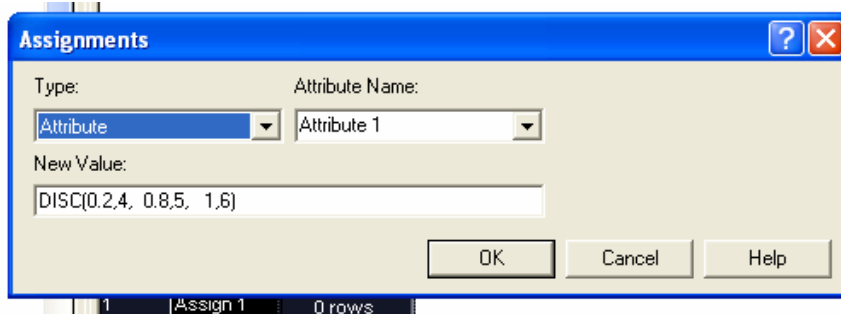 Assignments
Type: Attribute Name:
Attribute Attribute 1
New Value:
DISC(0.2,4, 0.8,5, 1,6)
OK Cancel Help
1 Assign 1 0 rows